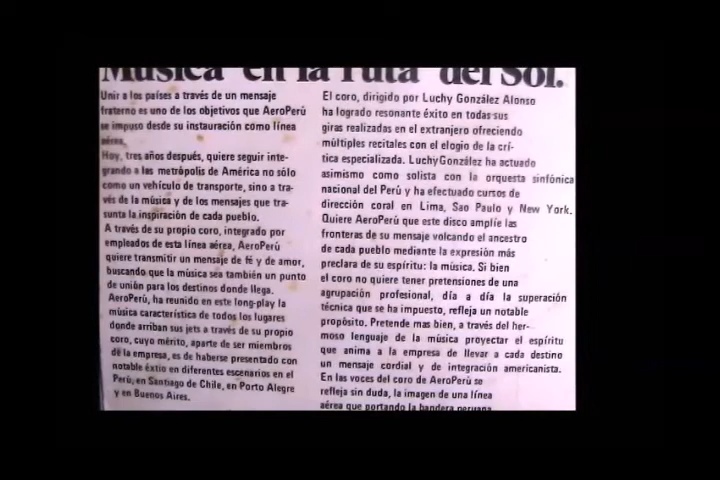 Música en la ruta del Sol.
Unir a los países a través de un mensaje
fraterno es uno de los objetivos que AeroPerú
se impuso desde su instauración como línea
aérea.
Hoy, tres años después, quiere seguir inte-
grando a las metrópolis de América no sólo
como un vehículo de transporte, sino a tra-
vés de la música y de los mensajes que tra-
sunta la inspiración de cada pueblo.
A través de su propio coro, integrado por
empleados de esta línea aérea, AeroPerú
quiere transmitir un mensaje de fé y de amor,
buscando que la música sea también un punto
de unión para los destinos donde llega.
AeroPerú, ha reunido en este long-play la
música característica de todos los lugares
donde arriban sus jets a través de su propio
coro, cuyo mérito, aparte de ser miembros
de la empresa, es de haberse presentado con
notable éxtio en diferentes escenarios en el
Perú, en Santiago de Chile, en Porto Alegre
y en Buenos Aires.
El coro, dirigido por Luchy González Alonso
ha logrado resonante éxito en todas sus
giras realizadas en el extranjero ofreciendo
múltiples recitales con el elogio de la crí-
tica especializada. Luchy González ha actuado
asimismo como solista con la orquesta sinfónica
nacional del Perú y ha efectuado cursos de
dirección coral en Lima, Sao Paulo y New York.
Quiere AeroPerú que este disco amplíe las
fronteras de su mensaje volcando el ancestro
de cada pueblo mediante la expresión más
preclara de su espíritu: la música. Si bien
el coro no quiere tener pretensiones de una
agrupación profesional, día a día la superación
técnica que se ha impuesto, refleja un notable
propósito. Pretende mas bien, a través del her-
moso lenguaje de la música proyectar el espíritu
que anima a la empresa de llevar a cada destino
un mensaje cordial y de integración americanista.
En las voces del coro de AeroPerú se
refleja sin duda, la imagen de una línea
aérea que portando la bandera peruana